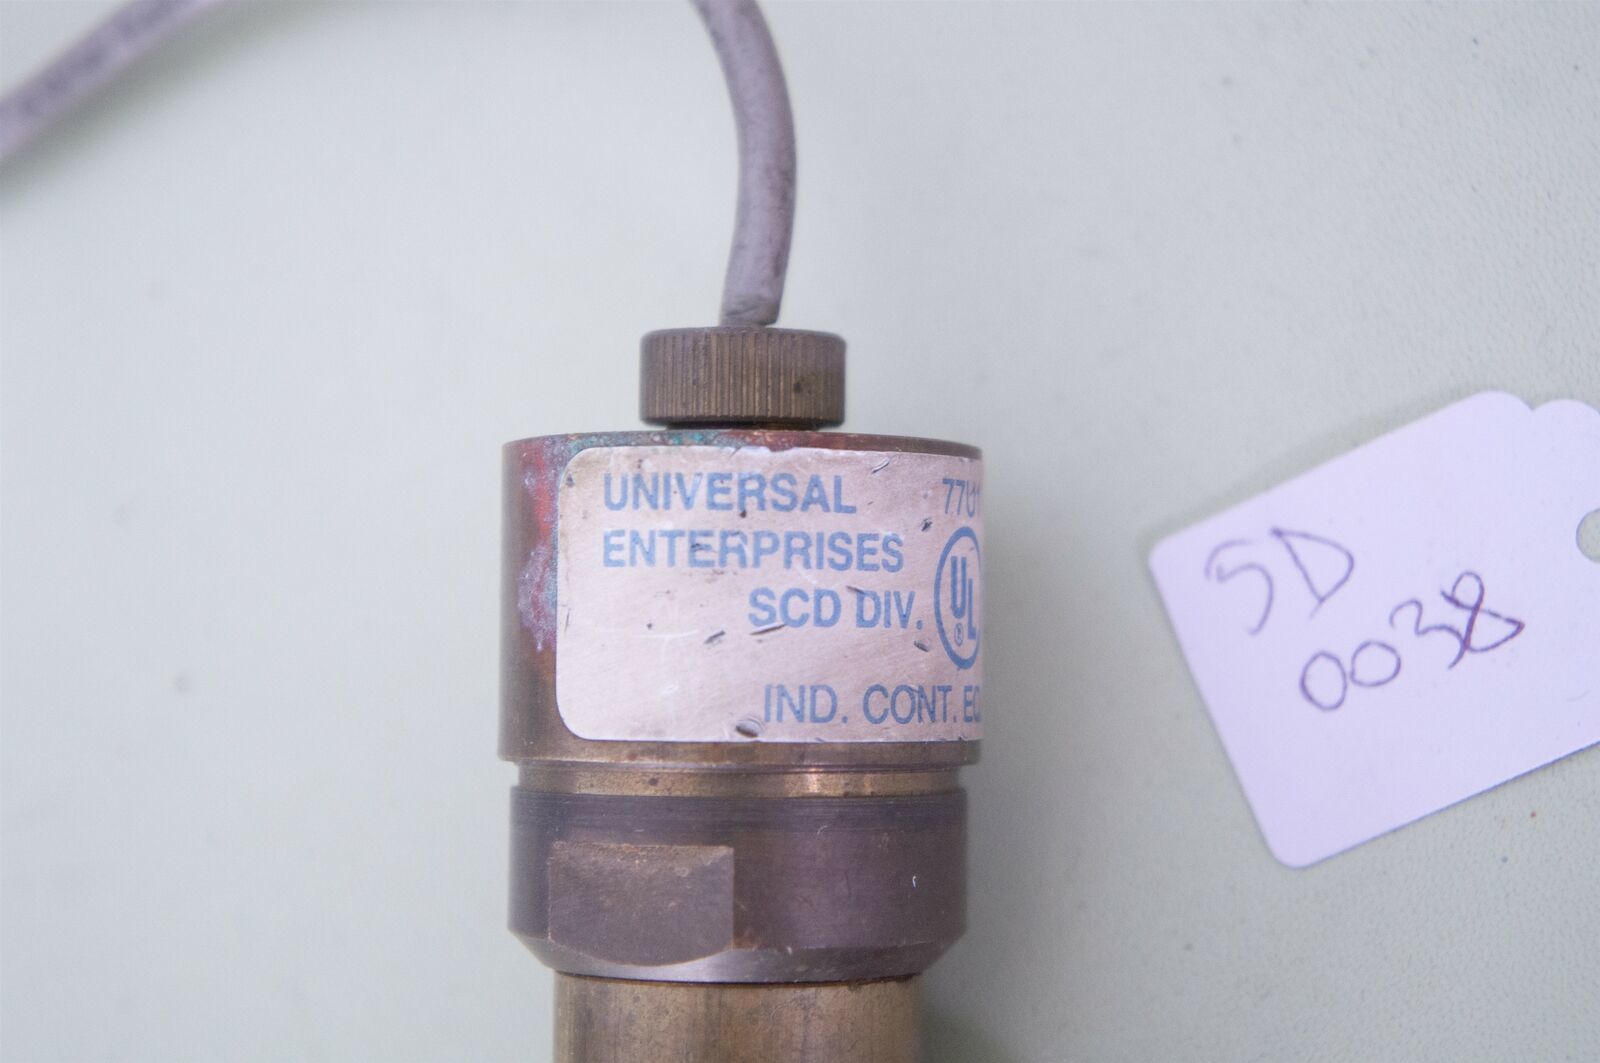 UNIVERSAL
ENTERPRISES
SCD DIV.
UL
®
IND. CONT.
SD
0038